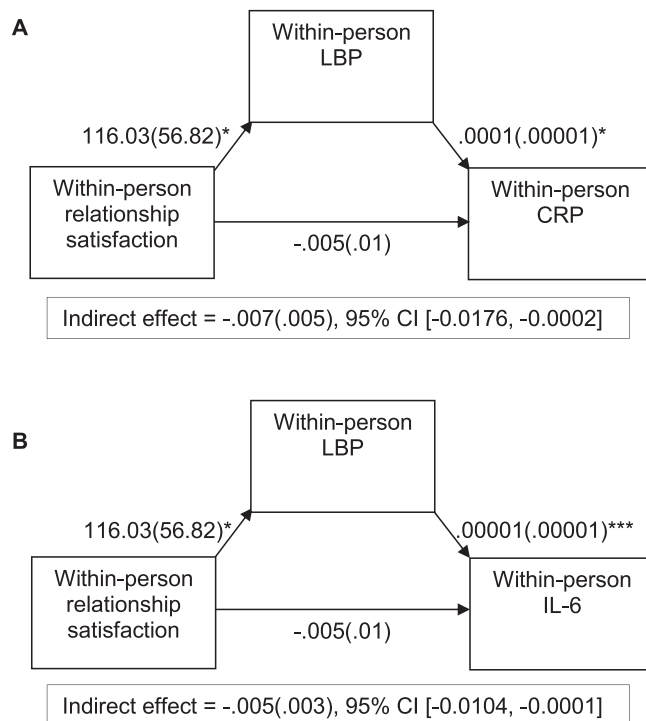 A
Within-person
LBP
116.03(56.82)*
.0001(.00001)*
Within-person
relationship
satisfaction
Within-person
CRP
-.005(.01)
Indirect effect = -.007(.005), 95% CI [-0.0176, -0.0002]
B
Within-person
LBP
116.03(56.82)*
.00001(.00001)***
Within-person
relationship
satisfaction
Within-person
IL-6
-.005(.01)
Indirect effect = -.005(.003), 95% CI [-0.0104, -0.0001]